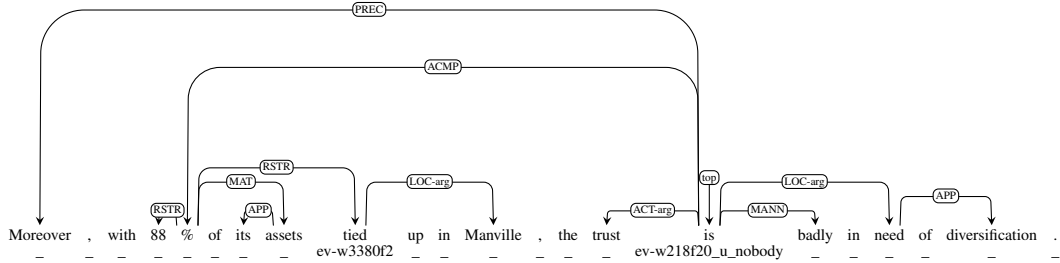 PREC
ACMP
RSTR
MAT LOC-arg top LOC-arg APP
RSTR APP ACT-arg MANN
Moreover , with 88 % of its assets tied up in Manville , the trust is badly in need of diversification .
_ _ _ _ _ _ _ _ ev-w3380f2 _ _ _ _ _ _ ev-w218f20_u_nobody _ _ _ _ _ _